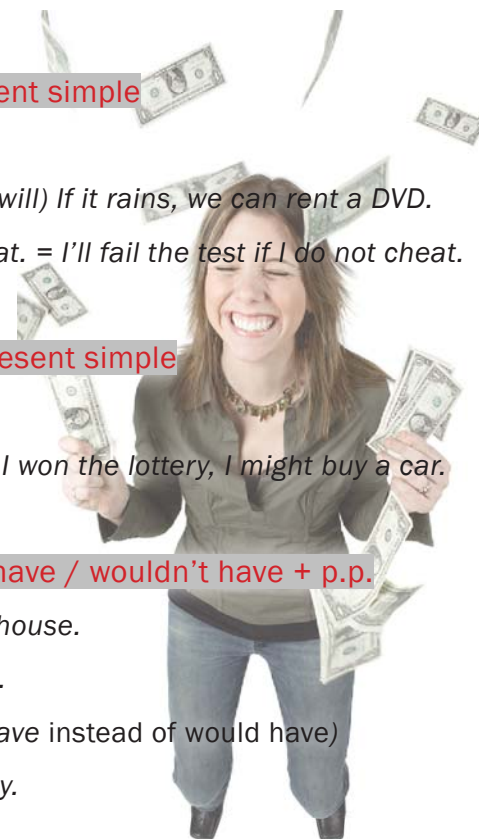 ent simple
will) If it rains, we can rent a DVD.
at. = I’ll fail the test if I do not cheat.
esent simple
I won the lottery, I might buy a car.
have / wouldn’t have + p.p.
house.
.
ave instead of would have)
y.